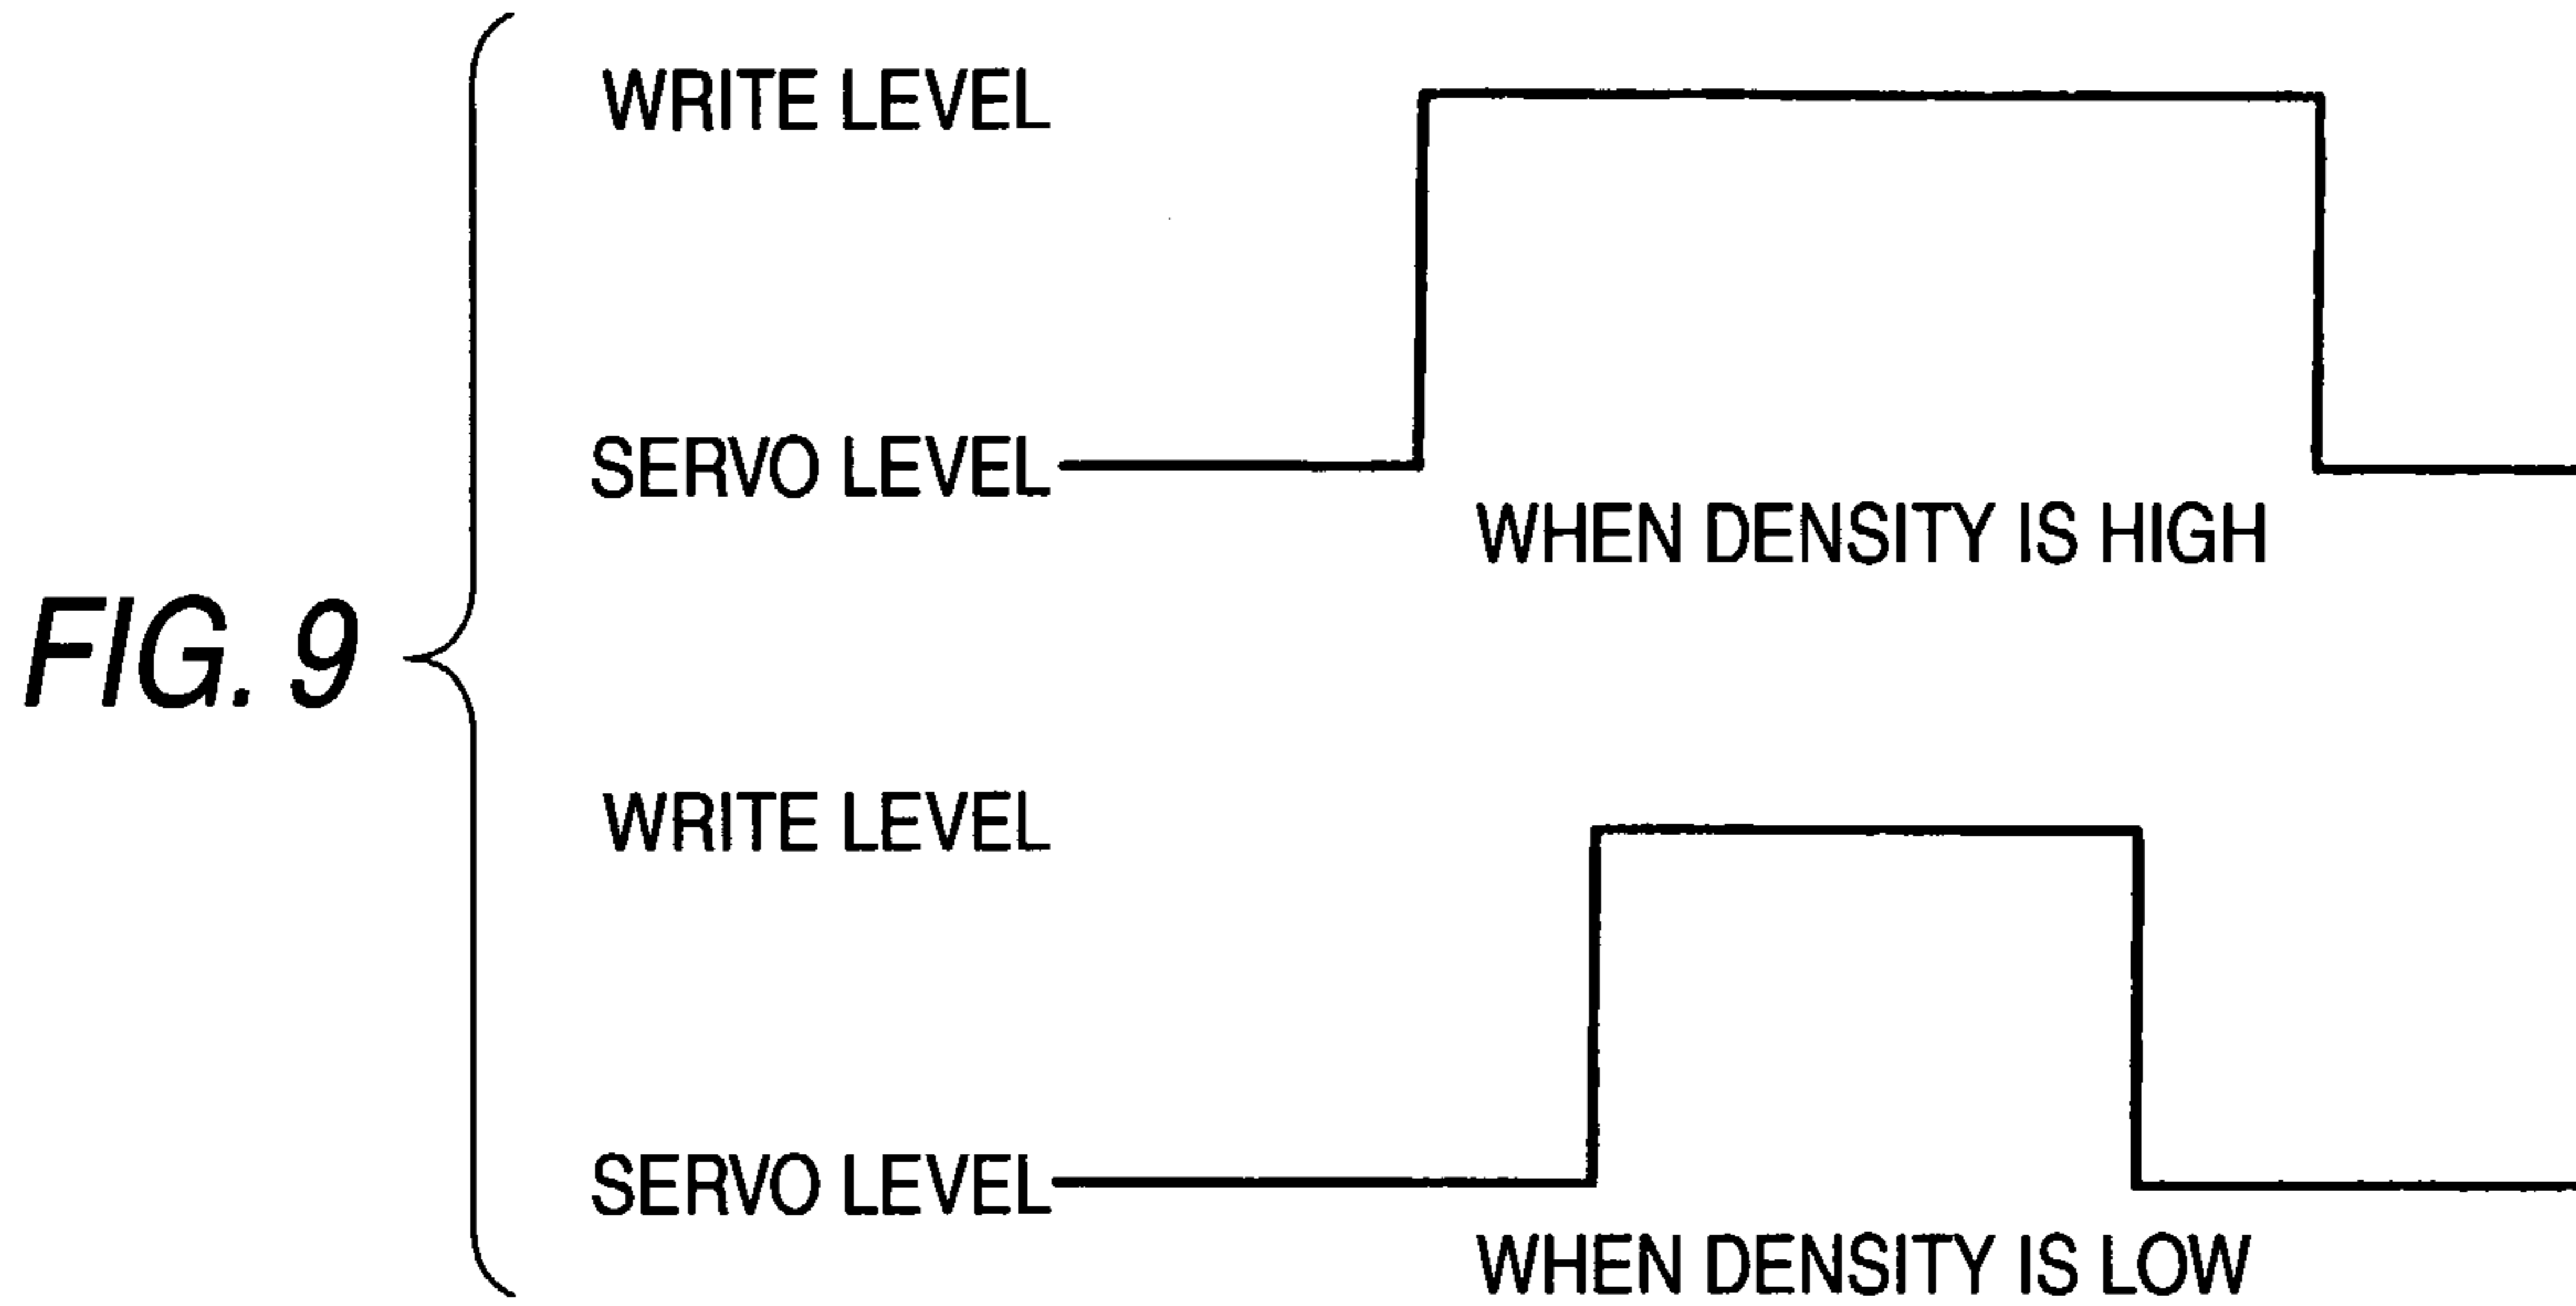 WRITE LEVEL
SERVO LEVEL
WHEN DENSITY IS HIGH
FIG. 9
WRITE LEVEL
SERVO LEVEL
WHEN DENSITY IS LOW